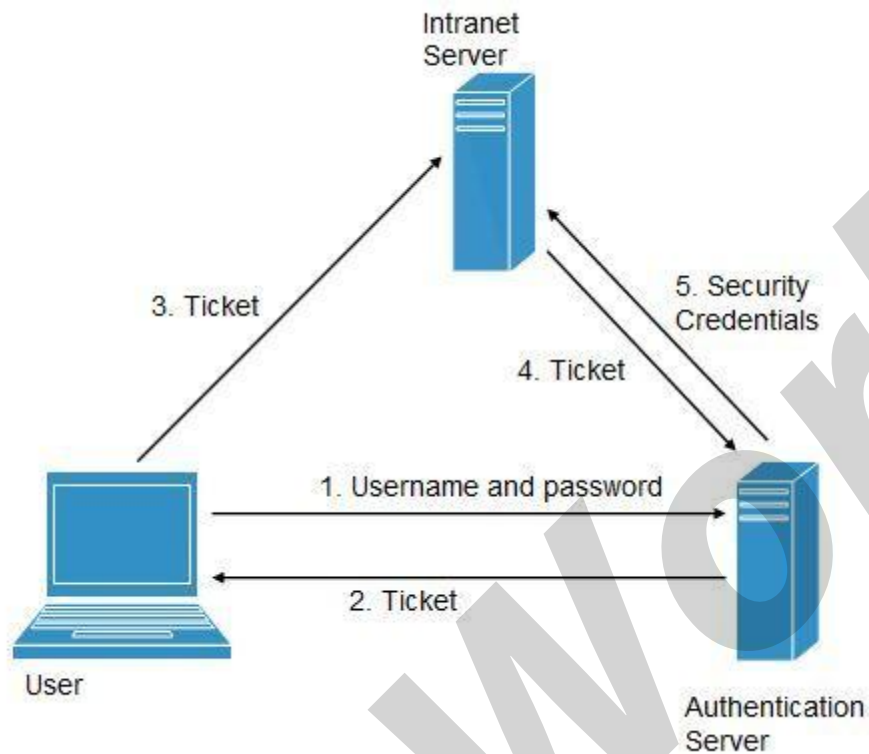 Intranet
Server
3. Ticket
5. Security
Credentials
4. Ticket
1. Username and password
2. Ticket
User
Authentication
Server